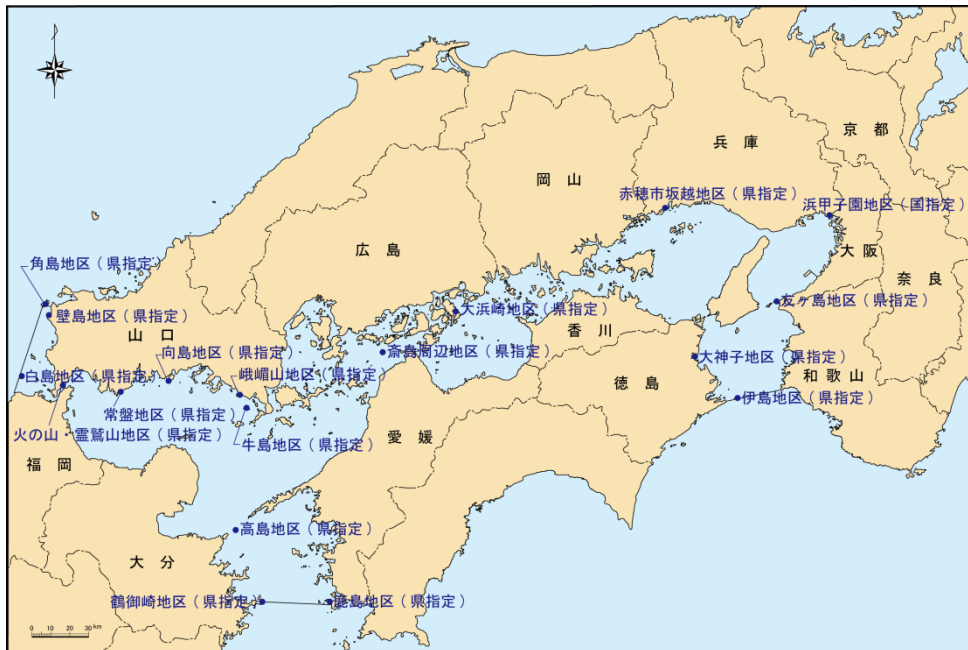 兵 庫
京 都
岡 山
赤穂市坂越地区(県指定)
浜甲子園地区(国指定)
広 島
大 阪
角島地区(県指定)
奈 良
友ヶ島地区(県指定)
壁島地区(県指定)
大浜崎地区(県指定)
山 口
香 川
向島地区(県指定)
斎島周辺地区(県指定)
大神子地区(県指定)
白島地区(県指定)
峨嵋山地区(県指定)
徳 島
和歌山
伊島地区(県指定)
常盤地区(県指定)
火の山・霊鷲山地区(県指定)
牛島地区(県指定)
愛 媛
福 岡
高島地区(県指定)
大 分
鶴御崎地区(県指定)
鹿島地区(県指定)
0 10 20 30 km